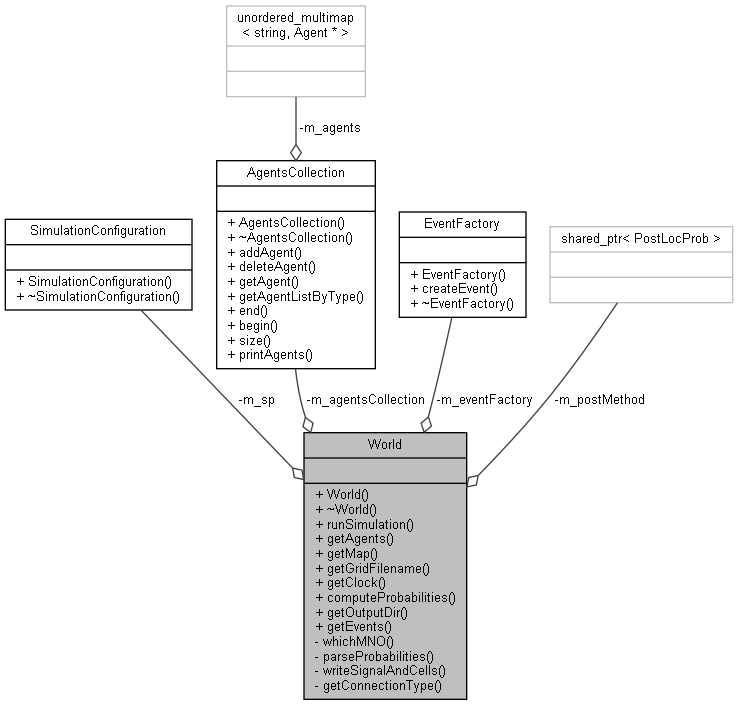 unordered_multimap
< string, Agent * >
-m_agents
AgentsCollection
+ AgentsCollection()
+ ~AgentsCollection()
+ addAgent()
+ deleteAgent()
+ getAgent()
+ getAgentListByType()
+ end()
+ begin()
+ size()
+ printAgents()
SimulationConfiguration
+ SimulationConfiguration()
+ ~SimulationConfiguration()
EventFactory
+ EventFactory()
+ createEvent()
+ ~EventFactory()
shared_ptr< PostLocProb >
-m_sp
-m_agentsCollection
-m_eventFactory
-m_postMethod
World
+ World()
+ ~World()
+ runSimulation()
+ getAgents()
+ getMap()
+ getGridFilename()
+ getClock()
+ computeProbabilities()
+ getOutputDir()
+ getEvents()
- whichMNO()
- parseProbabilities()
- writeSignalAndCells()
- getConnectionType()